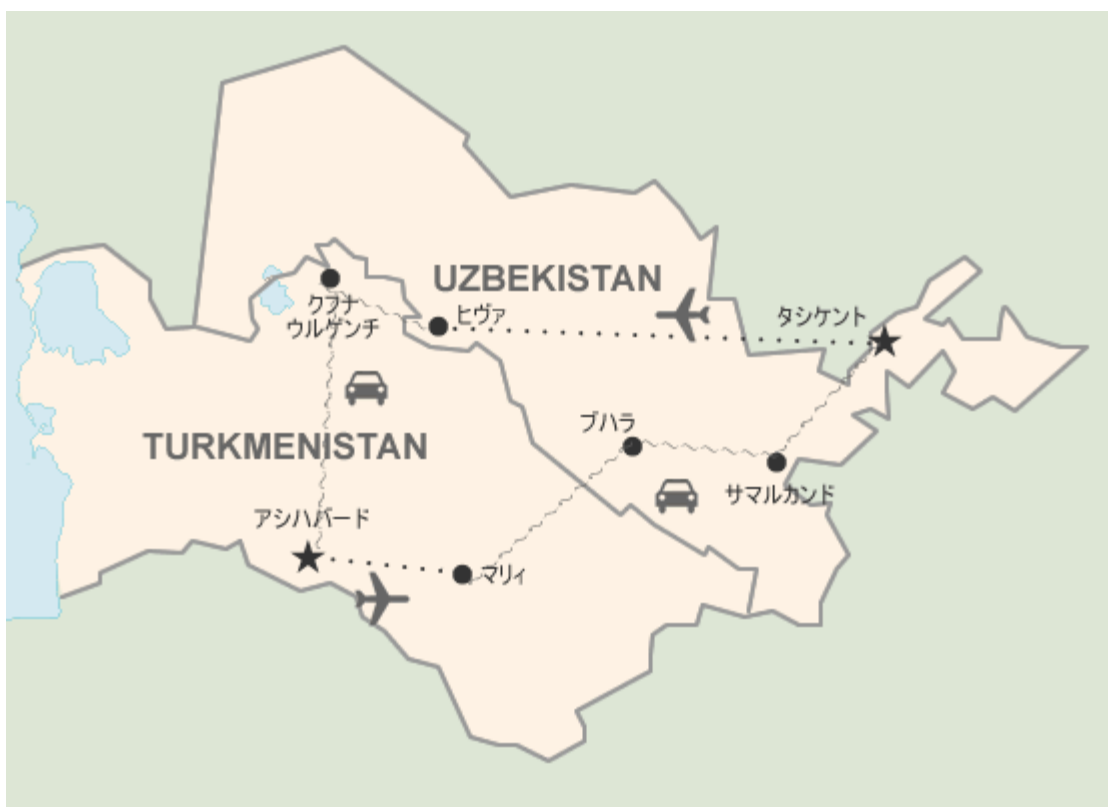 UZBEKISTAN
クフナ
ウルゲンチ
ヒヴァ
タシケント
ブハラ
TURKMENISTAN
サマルカンド
アシハバード
マリィ